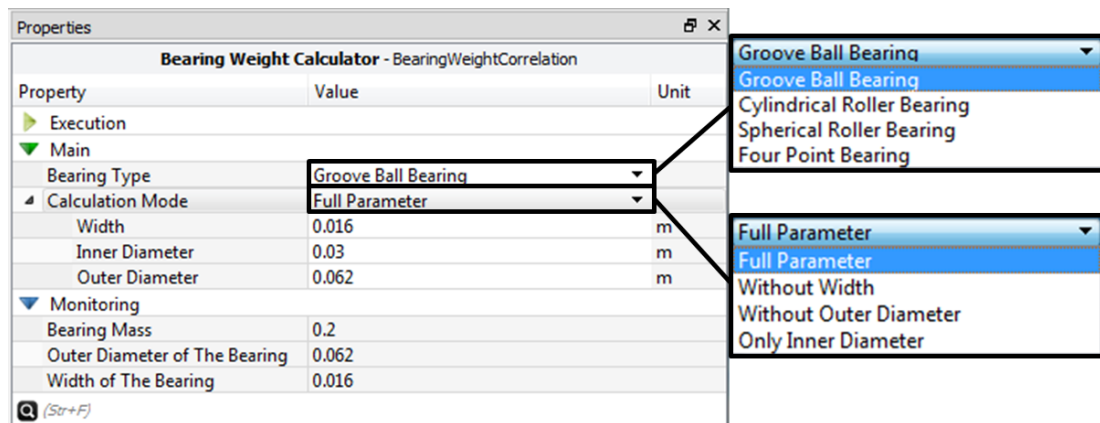 Properties
Bearing Weight Calculator - BearingWeightCorrelation
Property Value Unit
Execution
Main
Bearing Type Groove Ball Bearing
Calculation Mode Full Parameter
Width 0.016 m
Inner Diameter 0.03 m
Outer Diameter 0.062 m
Monitoring
Bearing Mass 0.2
Outer Diameter of The Bearing 0.062
Width of The Bearing 0.016
(Str+F)
Groove Ball Bearing
Groove Ball Bearing
Cylindrical Roller Bearing
Spherical Roller Bearing
Four Point Bearing
Full Parameter
Full Parameter
Without Width
Without Outer Diameter
Only Inner Diameter